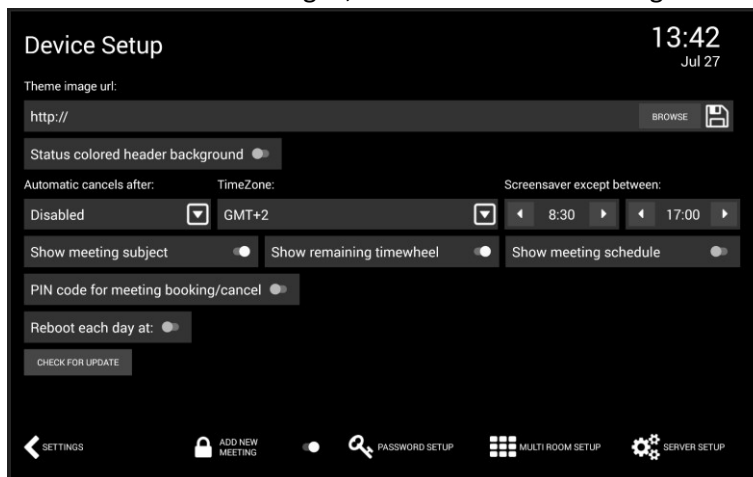 Device Setup
13:42
Jul 27
Theme image url:
http://
BROWSE
Status colored header background
Automatic cancels after:
TimeZone:
Screensaver except between:
Disabled
GMT+2
8:30
17:00
Show meeting subject
Show remaining timewheel
Show meeting schedule
PIN code for meeting booking/cancel
Reboot each day at:
CHECK FOR UPDATE
SETTINGS
ADD NEW
MEETING
PASSWORD SETUP
MULTI ROOM SETUP
SERVER SETUP